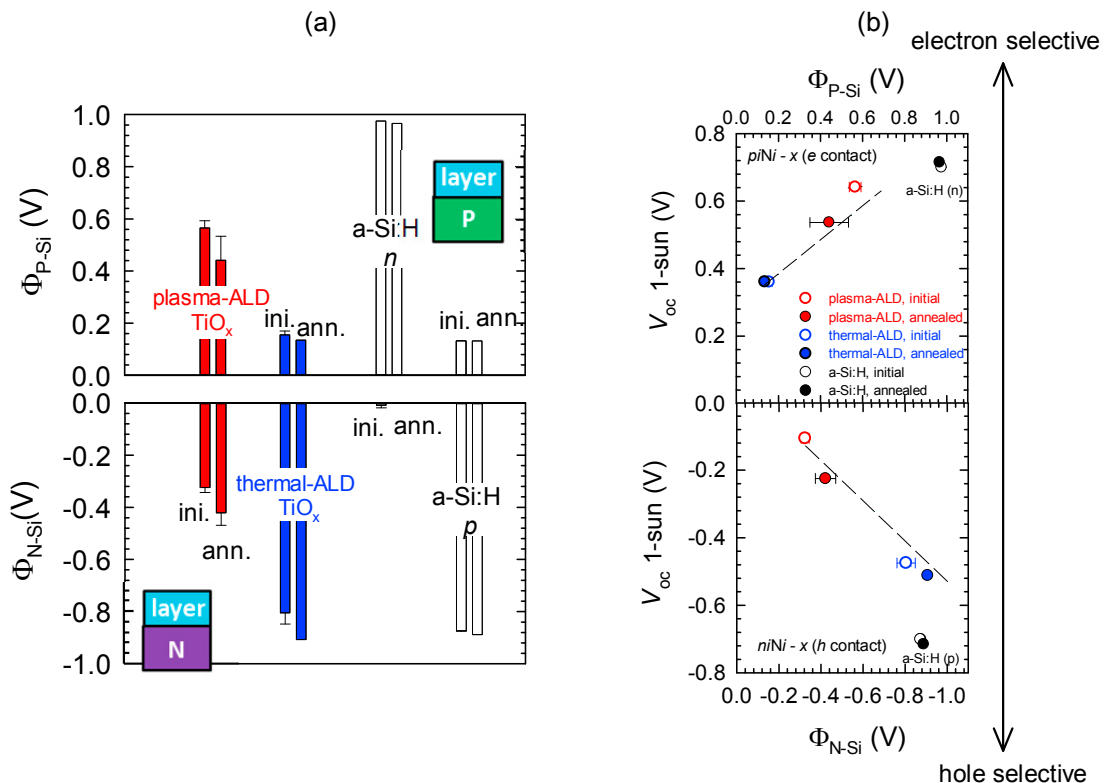 (a)
ΦP-Si (V)
1.0
0.8
0.6
0.4
0.2
0.0
plasma-ALD
TiOx
ini.
ann.
a-Si:H
n
layer
P
ini.
ann.
ΦN-Si(V)
0.0
-0.2
-0.4
-0.6
-0.8
-1.0
ini.
ann.
thermal-ALD
TiOx
ini.
ann.
a-Si:H
p
layer
N
(b)
electron selective
ΦP-Si (V)
0.0 0.2 0.4 0.6 0.8 1.0
Voc 1-sun (V)
0.8
0.6
0.4
0.2
0.0
piNi - x (e contact)
a-Si:H (n)
plasma-ALD, initial
plasma-ALD, annealed
thermal-ALD, initial
thermal-ALD, annealed
a-Si:H, initial
a-Si:H, annealed
Voc 1-sun (V)
-0.2
-0.4
-0.6
-0.8
niNi - x (h contact)
a-Si:H (p)
0.0 -0.2 -0.4 -0.6 -0.8 -1.0
ΦN-Si (V)
hole selective